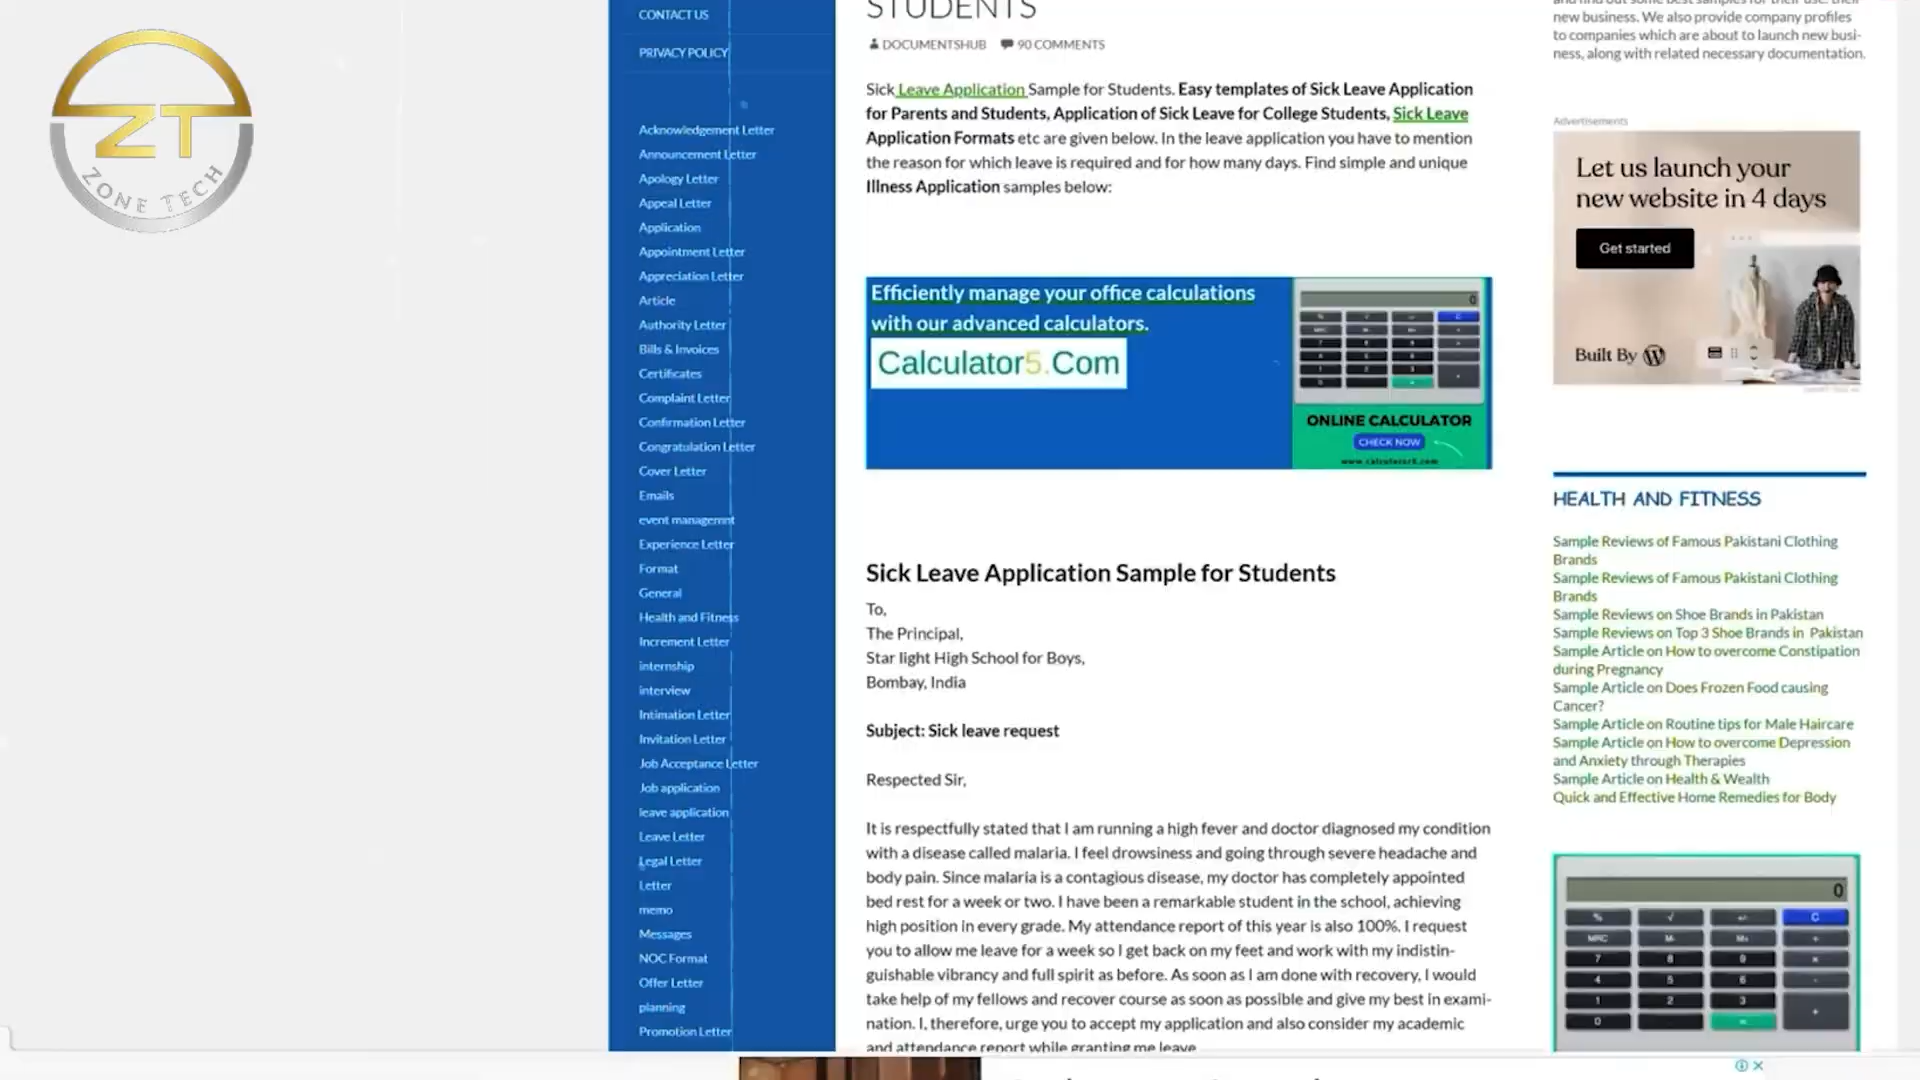 ZT
ZONE TECH
CONTACT US
PRIVACY POLICY
Acknowledgement Letter
Announcement Letter
Apology Letter
Appeal Letter
Application
Appointment Letter
Appreciation Letter
Article
Authority Letter
Bills & Invoices
Certificates
Complaint Letter
Confirmation Letter
Congratulation Letter
Cover Letter
Emails
event managemnt
Experience Letter
Format
General
Health and Fitness
Increment Letter
internship
interview
Intimation Letter
Invitation Letter
Job Acceptance Letter
Job application
leave application
Leave Letter
Legal Letter
Letter
memo
Messages
NOC Format
Offer Letter
planning
Promotion Letter
STUDENTS
DOCUMENTSHUB 90 COMMENTS
Sick Leave Application Sample for Students. Easy templates of Sick Leave Application
for Parents and Students, Application of Sick Leave for College Students, Sick Leave
Application Formats etc are given below. In the leave application you have to mention
the reason for which leave is required and for how many days. Find simple and unique
Illness Application samples below:
Efficiently manage your office calculations
with our advanced calculators.
Calculator5.Com
0
ONLINE CALCULATOR
CHECK NOW
www.calculator5.com
Sick Leave Application Sample for Students
To,
The Principal,
Star light High School for Boys,
Bombay, India
Subject: Sick leave request
Respected Sir,
It is respectfully stated that I am running a high fever and doctor diagnosed my condition
with a disease called malaria. I feel drowsiness and going through severe headache and
body pain. Since malaria is a contagious disease, my doctor has completely appointed
bed rest for a week or two. I have been a remarkable student in the school, achieving
high position in every grade. My attendance report of this year is also 100%. I request
you to allow me leave for a week so I get back on my feet and work with my indistin-
guishable vibrancy and full spirit as before. As soon as I am done with recovery, I would
take help of my fellows and recover course as soon as possible and give my best in exami-
nation. I, therefore, urge you to accept my application and also consider my academic
and attendance report while granting me leave.
new business. We also provide company profiles
to companies which are about to launch new busi-
ness, along with related necessary documentation.
Advertisements
Let us launch your
new website in 4 days
Get started
Built By W
HEALTH AND FITNESS
Sample Reviews of Famous Pakistani Clothing
Brands
Sample Reviews of Famous Pakistani Clothing
Brands
Sample Reviews on Shoe Brands in Pakistan
Sample Reviews on Top 3 Shoe Brands in Pakistan
Sample Article on How to overcome Constipation
during Pregnancy
Sample Article on Does Frozen Food causing
Cancer?
Sample Article on Routine tips for Male Haircare
Sample Article on How to overcome Depression
and Anxiety through Therapies
Sample Article on Health & Wealth
Quick and Effective Home Remedies for Body
0
% √ C
MRC M- M+ ÷
7 8 9 ×
4 5 6 -
1 2 3 +
0 =